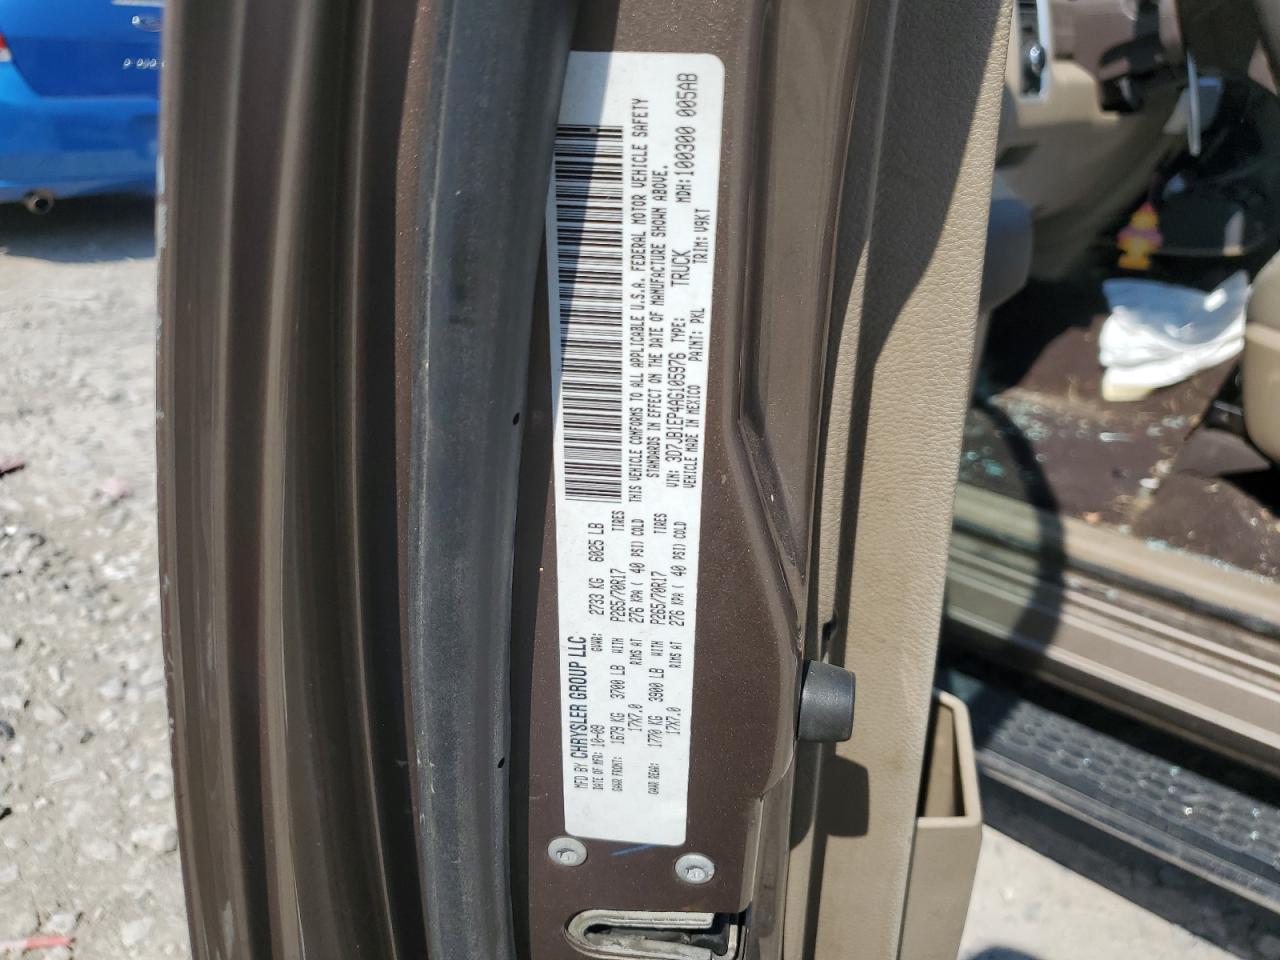 MFD BY CHRYSLER GROUP LLC
DATE OF MFR: 10-09 GVWR: 2733 KG 6025 LB
GAWR FRONT: 1679 KG 3700 LB WITH P265/70R17 TIRES
17X7.0 RIMS AT 276 KPA ( 40 PSI) COLD
GAWR REAR: 1770 KG 3900 LB WITH P265/70R17 TIRES
17X7.0 RIMS AT 276 KPA ( 40 PSI) COLD
THIS VEHICLE CONFORMS TO ALL APPLICABLE U.S.A. FEDERAL MOTOR VEHICLE SAFETY
STANDARDS IN EFFECT ON THE DATE OF MANUFACTURE SHOWN ABOVE.
VIN: 3D7JB1EP4AG105976 TYPE: TRUCK MDH: 100300 005AB
VEHICLE MADE IN MEXICO PAINT: PKL TRIM: V9KT